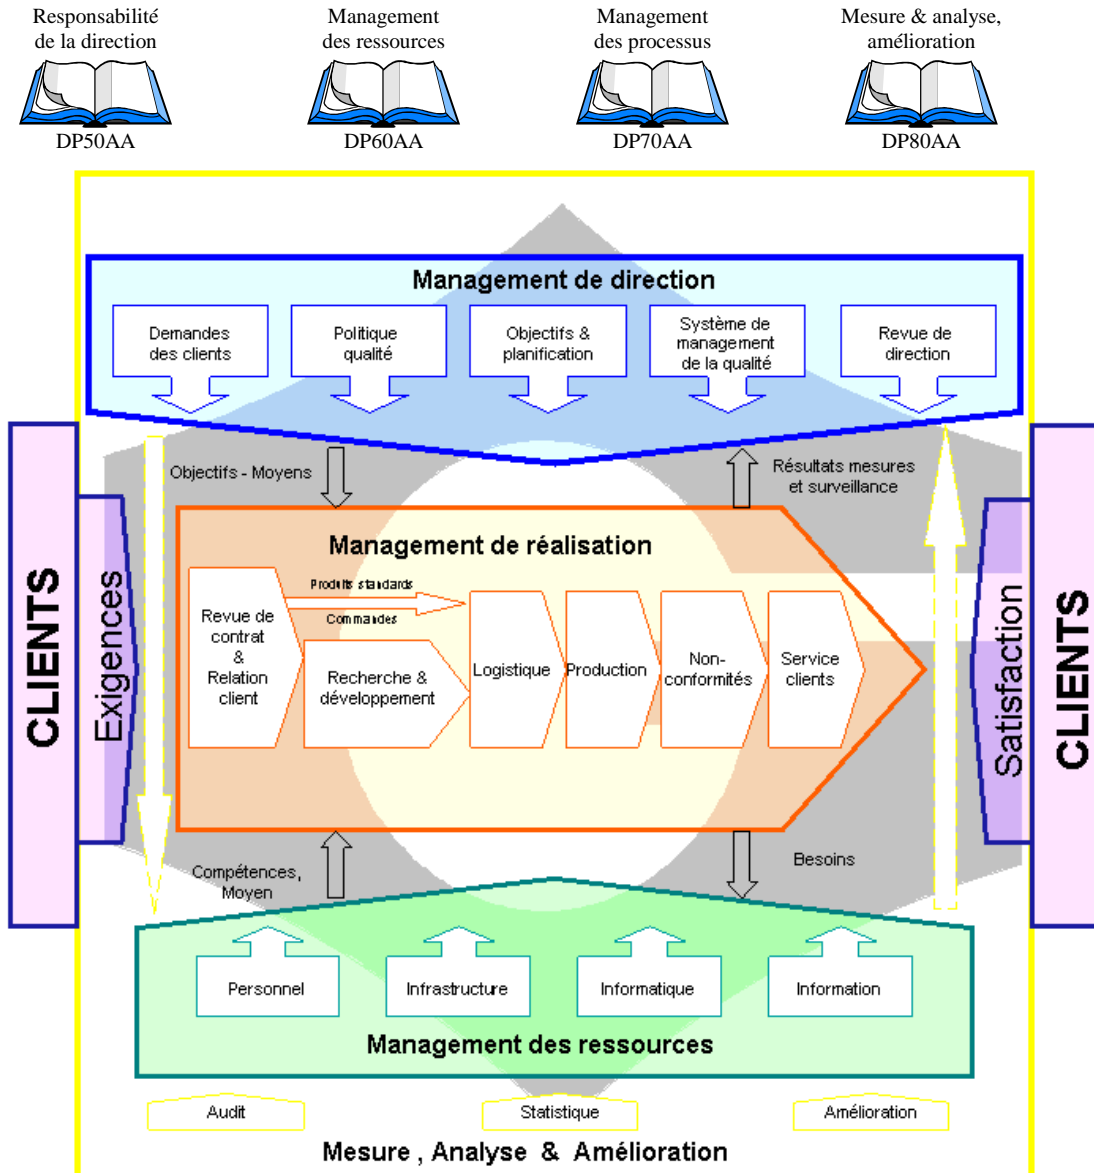 Responsabilité
de la direction
DP50AA
Management
des ressources
DP60AA
Management
des processus
DP70AA
Mesure & analyse,
amélioration
DP80AA
Management de direction
Demandes
des clients
Politique
qualité
Objectifs &
planification
Système de
management
de la qualité
Revue de
direction
CLIENTS
Exigences
Objectifs - Moyens
Résultats mesures
et surveillance
Management de réalisation
Revue de
contrat
&
Relation
client
Produits standards
Commandes
Recherche &
développement
Logistique
Production
Non-
conformités
Service
clients
Satisfaction
CLIENTS
Compétences,
Moyen
Besoins
Personnel
Infrastructure
Informatique
Information
Management des ressources
Audit
Statistique
Amélioration
Mesure , Analyse & Amélioration